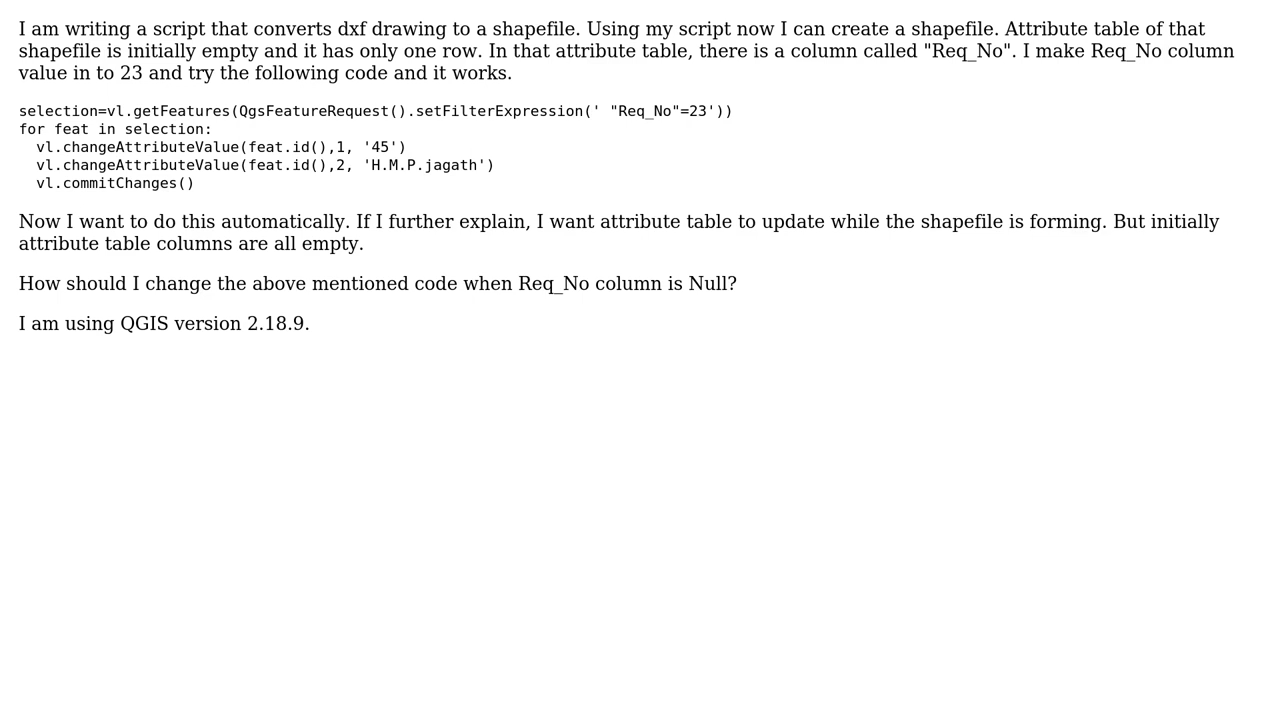 I am writing a script that converts dxf drawing to a shapefile. Using my script now I can create a shapefile. Attribute table of that
shapefile is initially empty and it has only one row. In that attribute table, there is a column called "Req_No". I make Req_No column
value in to 23 and try the following code and it works.
selection=vl.getFeatures(QgsFeatureRequest().setFilterExpression(' "Req_No"=23'))
for feat in selection:
  vl.changeAttributeValue(feat.id(),1, '45')
  vl.changeAttributeValue(feat.id(),2, 'H.M.P.jagath')
  vl.commitChanges()
Now I want to do this automatically. If I further explain, I want attribute table to update while the shapefile is forming. But initially
attribute table columns are all empty.
How should I change the above mentioned code when Req_No column is Null?
I am using QGIS version 2.18.9.